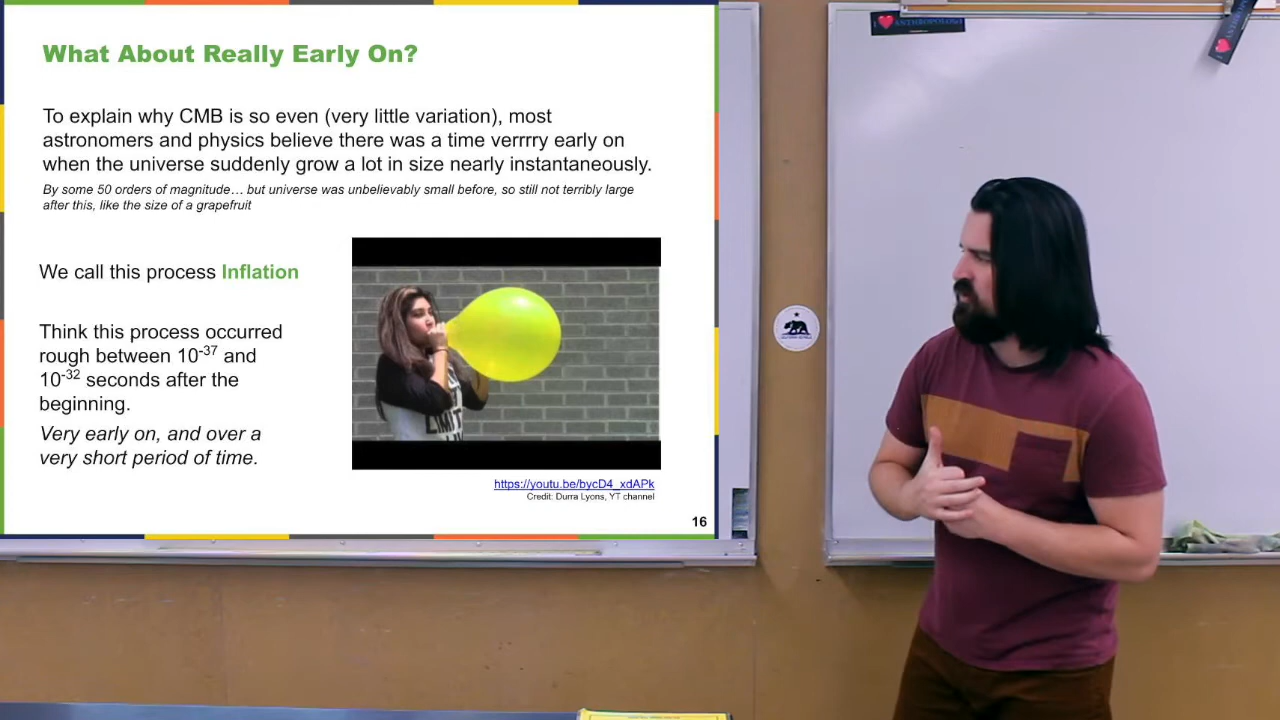 What About Really Early On?
To explain why CMB is so even (very little variation), most
astronomers and physics believe there was a time verrrry early on
when the universe suddenly grow a lot in size nearly instantaneously.
By some 50 orders of magnitude… but universe was unbelievably small before, so still not terribly large
after this, like the size of a grapefruit
We call this process Inflation
Think this process occurred
rough between 10⁻³⁷ and
10⁻³² seconds after the
beginning.
Very early on, and over a
very short period of time.
https://youtu.be/bycD4_xdAPk
Credit: Durra Lyons, YT channel
16
I ❤ ANTHROPOLOGY